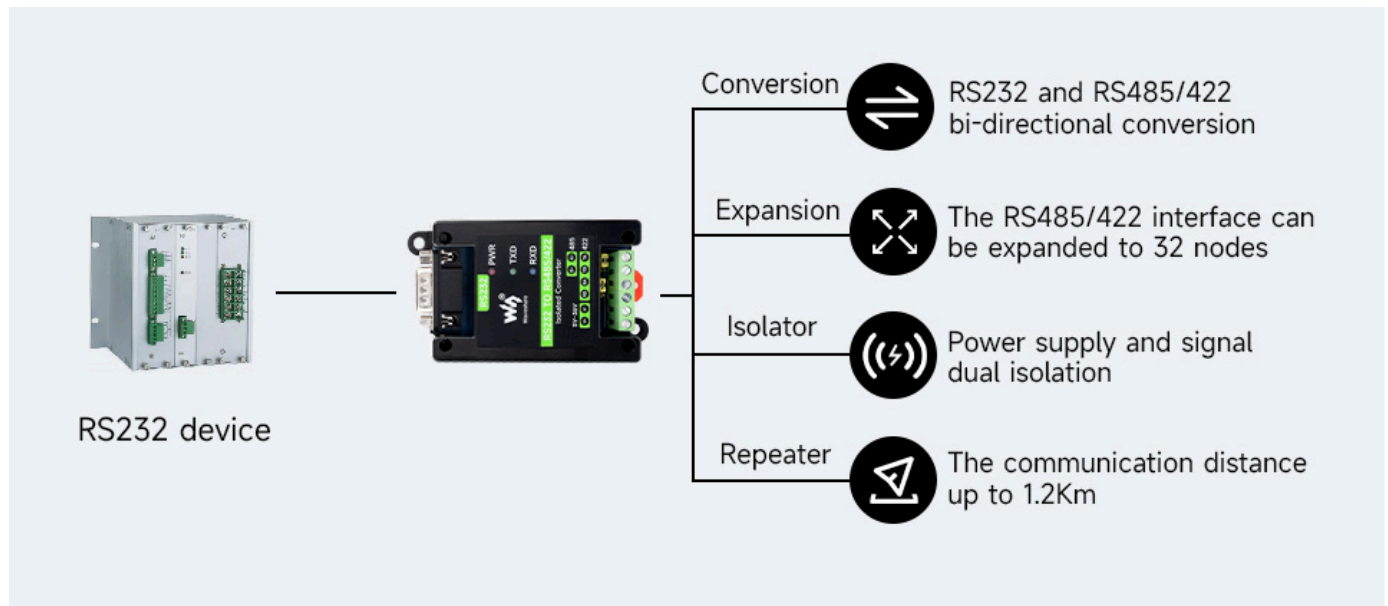 Conversion
RS232 and RS485/422
bi-directional conversion
Expansion
The RS485/422 interface can
be expanded to 32 nodes
Isolator
Power supply and signal
dual isolation
Repeater
The communication distance
up to 1.2Km
RS232 device
RS232
PWR
TXD
RXD
Waveshare
RS232 TO RS485/422
Isolated Converter
485
422